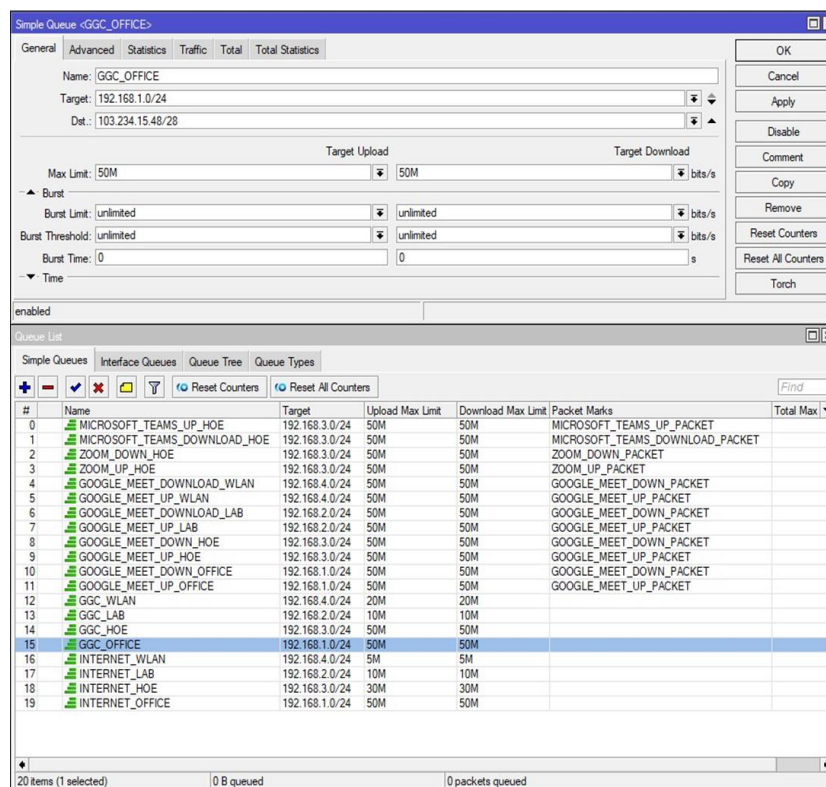 Simple Queue <GGC_OFFICE>
General Advanced Statistics Traffic Total Total Statistics
OK
Name: GGC_OFFICE
Cancel
Target: 192.168.1.0/24
Apply
Dst.: 103.234.15.48/28
Disable
Target Upload Target Download
Comment
Max Limit: 50M 50M bits/s
Copy
Burst
Burst Limit: unlimited unlimited bits/s
Remove
Burst Threshold: unlimited unlimited bits/s
Reset Counters
Burst Time: 0 0 s
Reset All Counters
Time
Torch
enabled
Queue List
Simple Queues Interface Queues Queue Tree Queue Types
Reset Counters Reset All Counters Find
# Name Target Upload Max Limit Download Max Limit Packet Marks Total Max
0 MICROSOFT_TEAMS_UP_HOE 192.168.3.0/24 50M 50M MICROSOFT_TEAMS_UP_PACKET
1 MICROSOFT_TEAMS_DOWNLOAD_HOE 192.168.3.0/24 50M 50M MICROSOFT_TEAMS_DOWNLOAD_PACKET
2 ZOOM_DOWN_HOE 192.168.3.0/24 50M 50M ZOOM_DOWN_PACKET
3 ZOOM_UP_HOE 192.168.3.0/24 50M 50M ZOOM_UP_PACKET
4 GOOGLE_MEET_DOWNLOAD_WLAN 192.168.4.0/24 50M 50M GOOGLE_MEET_DOWN_PACKET
5 GOOGLE_MEET_UP_WLAN 192.168.4.0/24 50M 50M GOOGLE_MEET_UP_PACKET
6 GOOGLE_MEET_DOWNLOAD_LAB 192.168.2.0/24 50M 50M GOOGLE_MEET_DOWN_PACKET
7 GOOGLE_MEET_UP_LAB 192.168.2.0/24 50M 50M GOOGLE_MEET_UP_PACKET
8 GOOGLE_MEET_DOWN_HOE 192.168.3.0/24 50M 50M GOOGLE_MEET_DOWN_PACKET
9 GOOGLE_MEET_UP_HOE 192.168.3.0/24 50M 50M GOOGLE_MEET_UP_PACKET
10 GOOGLE_MEET_DOWN_OFFICE 192.168.1.0/24 50M 50M GOOGLE_MEET_DOWN_PACKET
11 GOOGLE_MEET_UP_OFFICE 192.168.1.0/24 50M 50M GOOGLE_MEET_UP_PACKET
12 GGC_WLAN 192.168.4.0/24 20M 20M
13 GGC_LAB 192.168.2.0/24 10M 10M
14 GGC_HOE 192.168.3.0/24 50M 50M
15 GGC_OFFICE 192.168.1.0/24 50M 50M
16 INTERNET_WLAN 192.168.4.0/24 5M 5M
17 INTERNET_LAB 192.168.2.0/24 10M 10M
18 INTERNET_HOE 192.168.3.0/24 30M 30M
19 INTERNET_OFFICE 192.168.1.0/24 50M 50M
20 items (1 selected) 0 B queued 0 packets queued